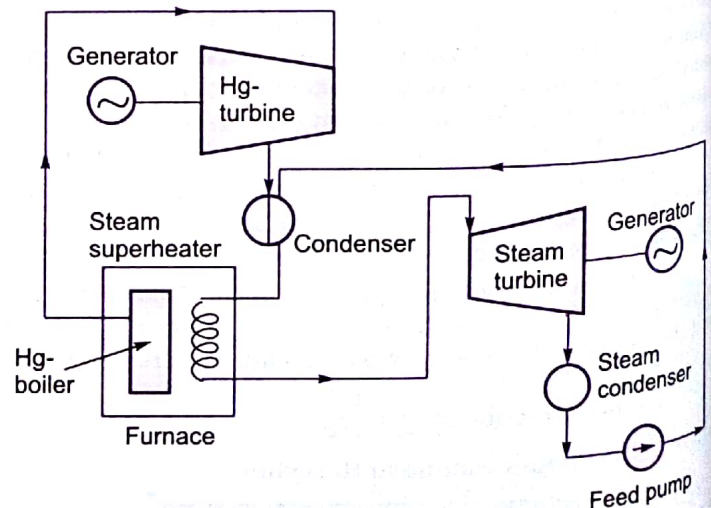 Generator
Hg-
turbine
Steam
superheater
Condenser
Generator
Steam
turbine
Hg-
boiler
Steam
condenser
Furnace
Feed pump